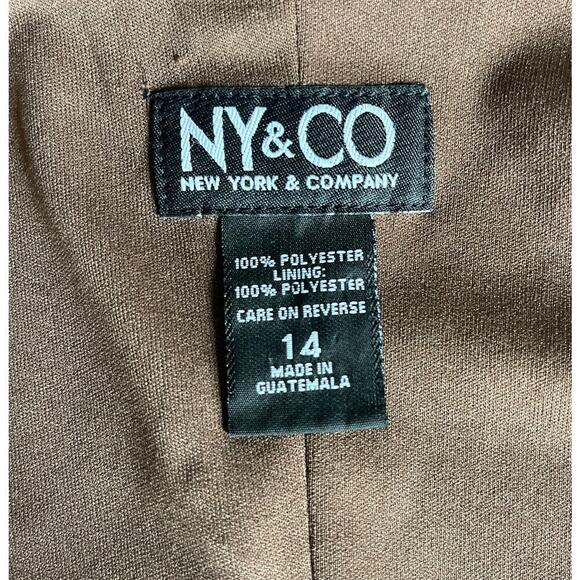 NY&CO
NEW YORK & COMPANY
100% POLYESTER
LINING:
100% POLYESTER
CARE ON REVERSE
14
MADE IN
GUATEMALA